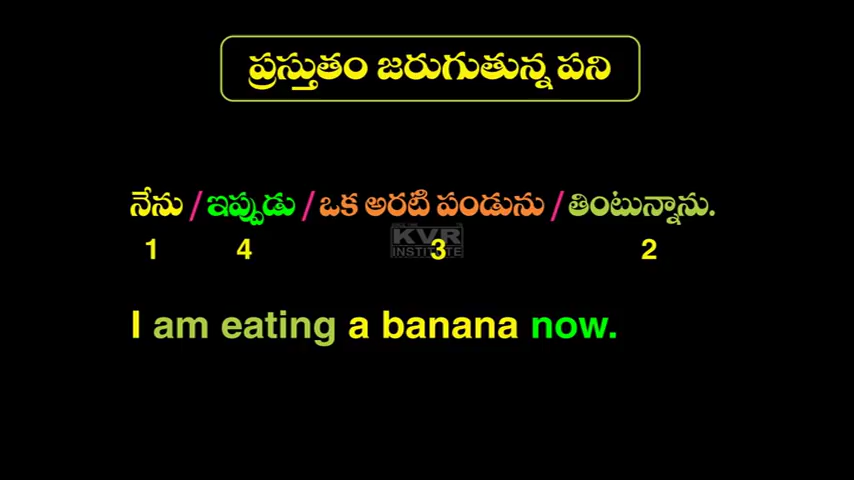 ప్రస్తుతం జరుగుతున్న పని
నేను / ఇప్పుడు / ఒక అరటి పండును / తింటున్నాను.
1 4 3 2
KVR
INSTITUTE
I am eating a banana now.